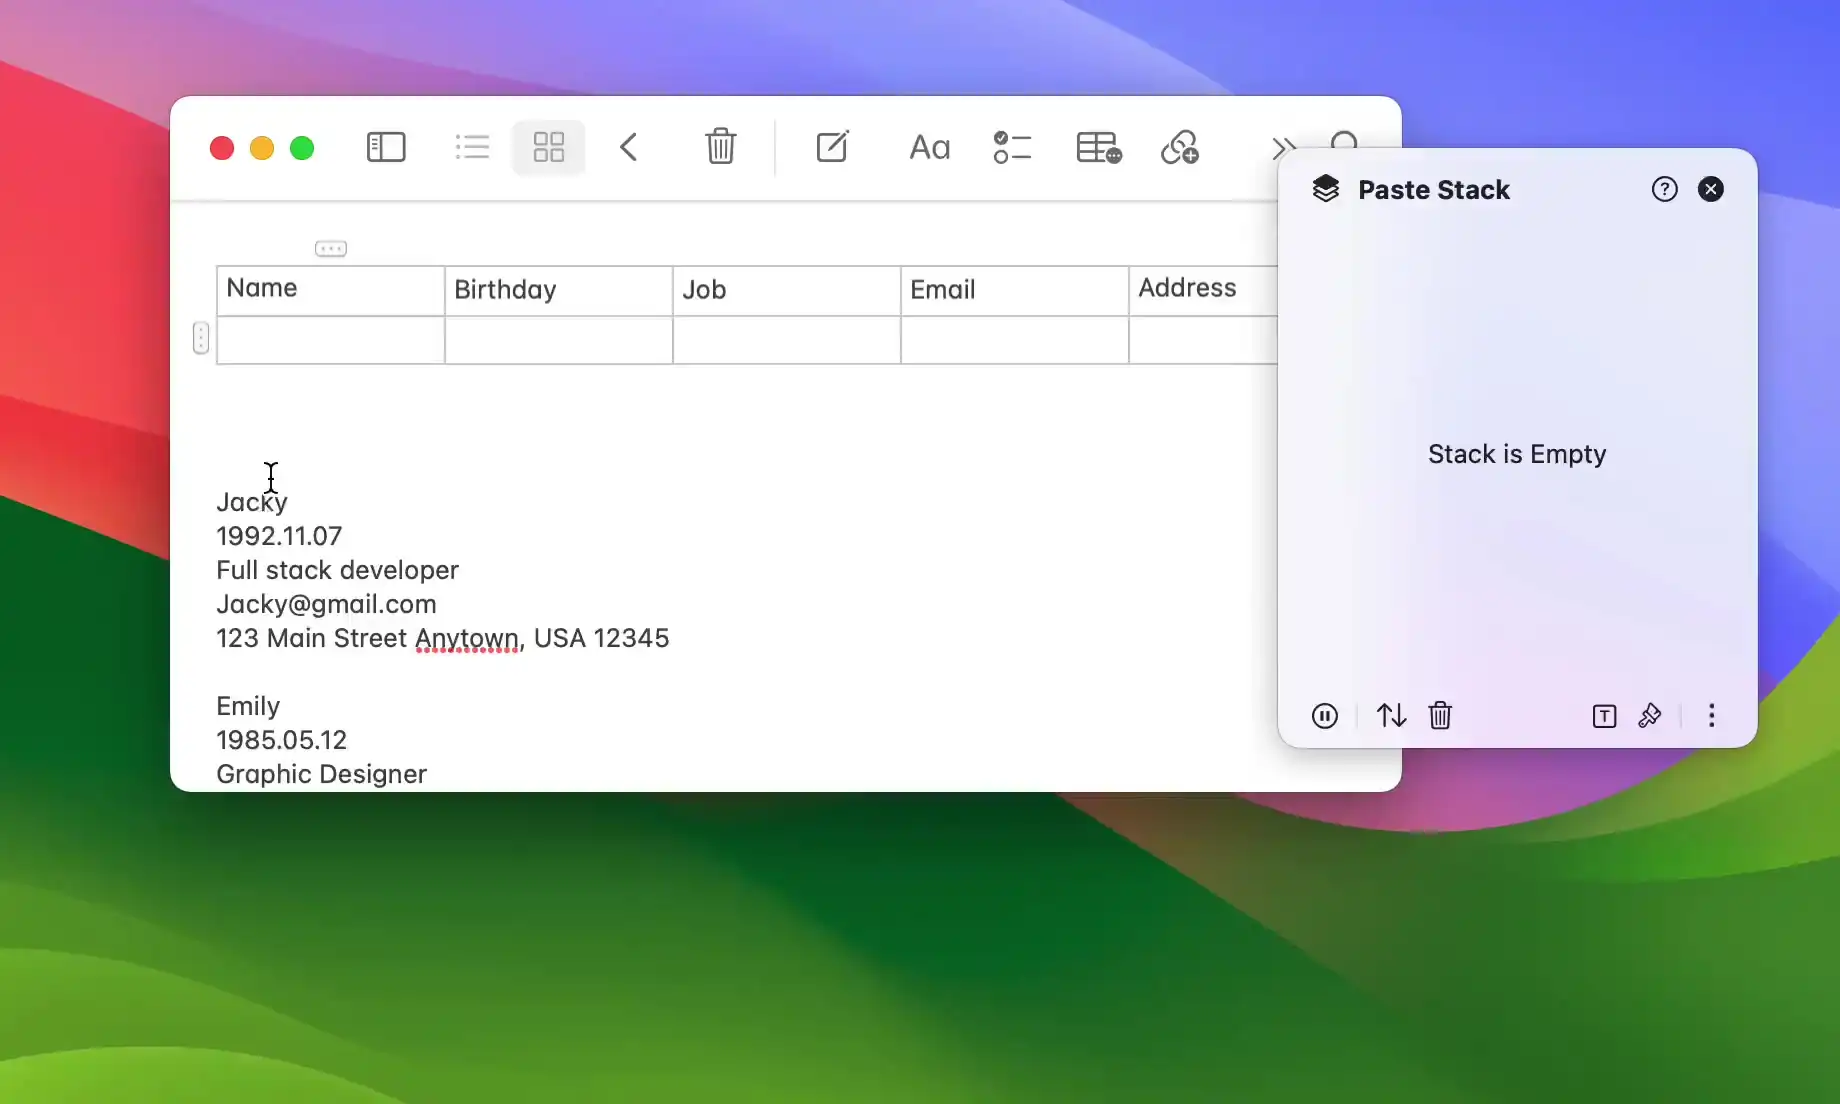 Aa
Paste Stack
Name Birthday Job Email Address
Stack is Empty
Jacky
1992.11.07
Full stack developer
Jacky@gmail.com
123 Main Street Anytown, USA 12345
Emily
1985.05.12
Graphic Designer